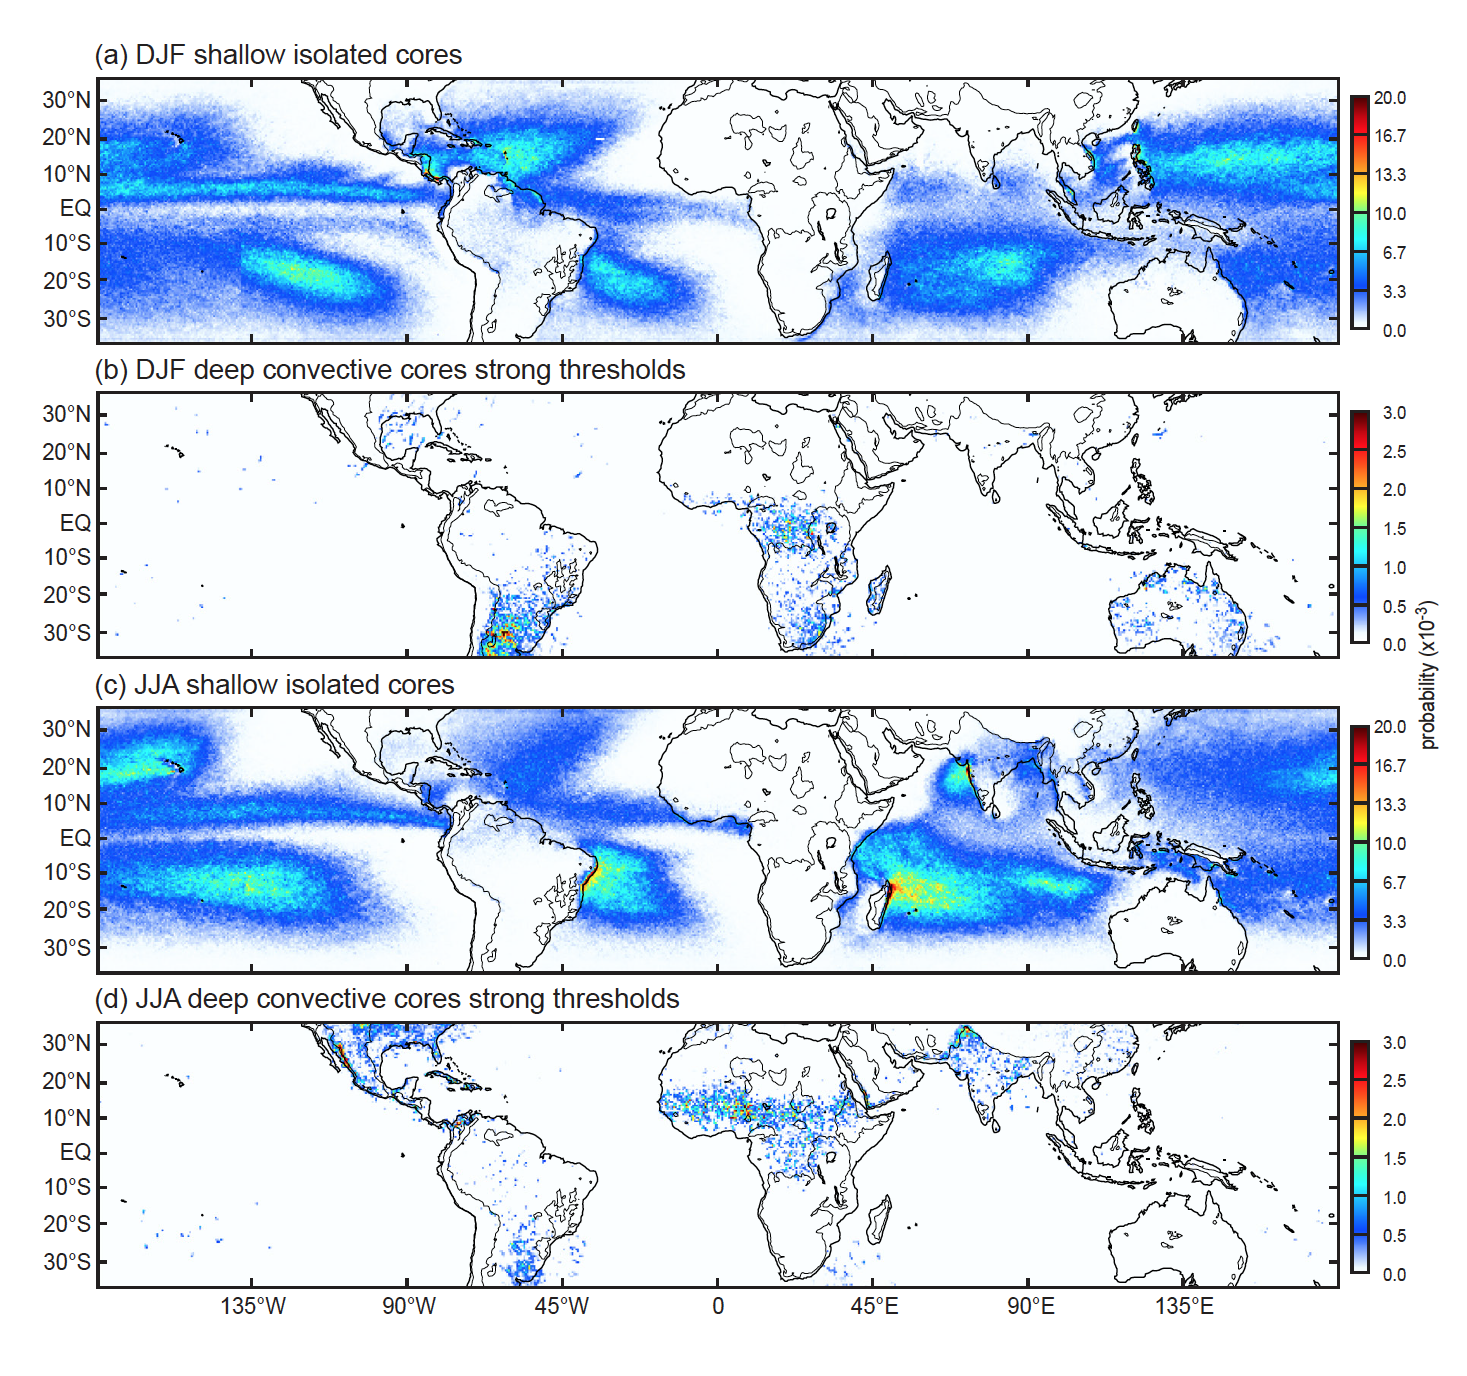 (a) DJF shallow isolated cores
30°N
20°N
10°N
EQ
10°S
20°S
30°S
20.0
16.7
13.3
10.0
6.7
3.3
0.0
(b) DJF deep convective cores strong thresholds
30°N
20°N
10°N
EQ
10°S
20°S
30°S
3.0
2.5
2.0
1.5
1.0
0.5
0.0
probability (x10-3)
(c) JJA shallow isolated cores
30°N
20°N
10°N
EQ
10°S
20°S
30°S
20.0
16.7
13.3
10.0
6.7
3.3
0.0
(d) JJA deep convective cores strong thresholds
30°N
20°N
10°N
EQ
10°S
20°S
30°S
3.0
2.5
2.0
1.5
1.0
0.5
0.0
135°W 90°W 45°W 0 45°E 90°E 135°E